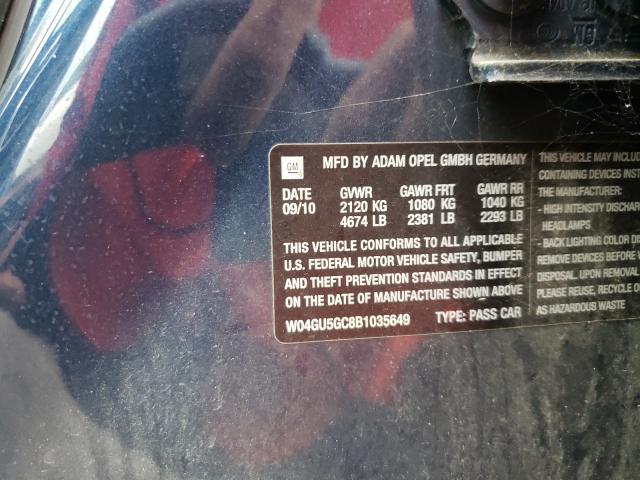 GM
MFD BY ADAM OPEL GMBH GERMANY
DATE GVWR GAWR FRT GAWR RR
09/10 2120 KG 1080 KG 1040 KG
4674 LB 2381 LB 2293 LB
THIS VEHICLE CONFORMS TO ALL APPLICABLE
U.S. FEDERAL MOTOR VEHICLE SAFETY, BUMPER
AND THEFT PREVENTION STANDARDS IN EFFECT
ON THE DATE OF MANUFACTURE SHOWN ABOVE
W04GU5GC8B1035649 TYPE: PASS CAR
THIS VEHICLE MAY INCLUD
CONTAINING DEVICES INST
THE MANUFACTURER:
- HIGH INTENSITY DISCHAR
HEADLAMPS
- BACK LIGHTING COLOR DIS
REMOVE DEVICES BEFORE V
DISPOSAL. UPON REMOVAL
PLEASE REUSE, RECYCLE O
AS HAZARDOUS WASTE